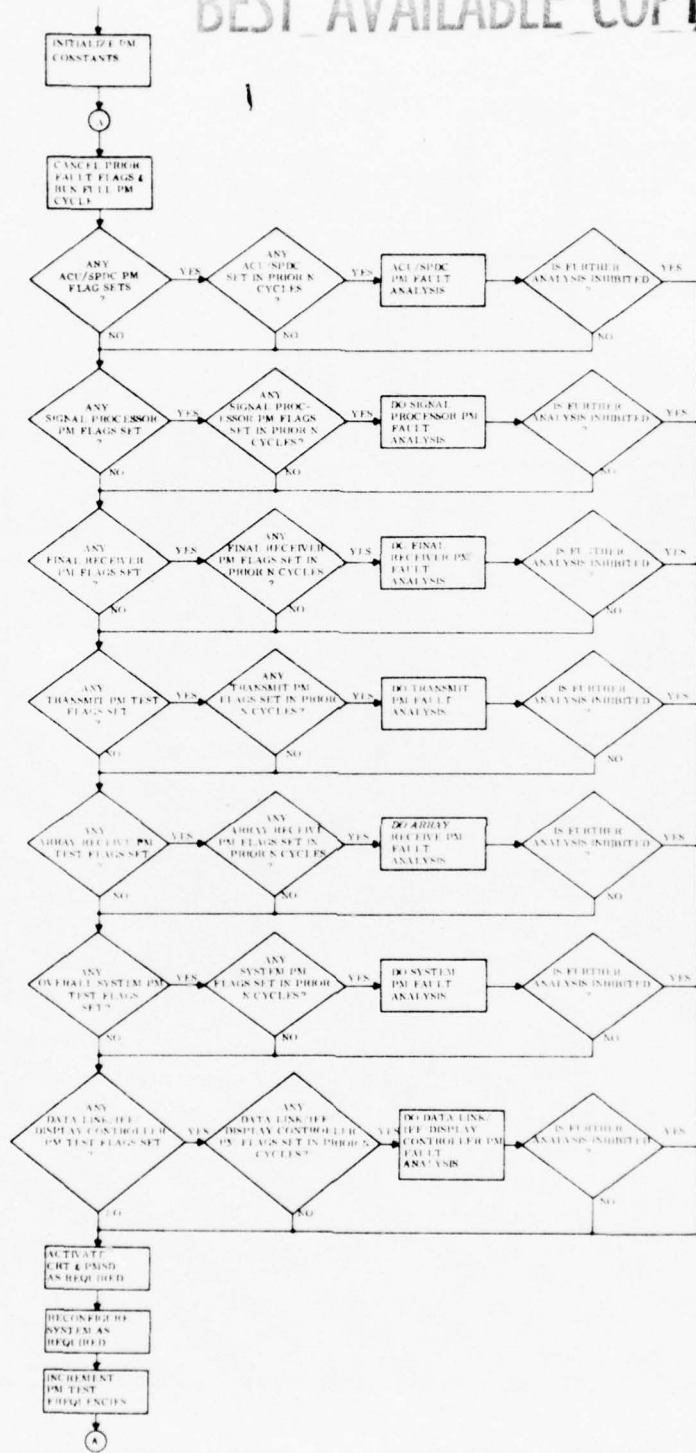 BEST AVAILABLE COPY
INITIALIZE PM
CONSTANTS
A
CANCEL PRIOR
FAULT FLAGS &
RUN FULL PM
CYCLE
ANY
ACU/SPDC PM
FLAG SETS
?
YES
NO
ANY
ACU/SPDC
SET IN PRIOR N
CYCLES
?
YES
NO
ACU/SPDC
PM FAULT
ANALYSIS
IS FURTHER
ANALYSIS INHIBITED
?
YES
NO
ANY
SIGNAL PROCESSOR
PM FLAGS SET
?
YES
NO
ANY
SIGNAL PROC-
ESSOR PM FLAGS
SET IN PRIOR N
CYCLES?
YES
NO
DO SIGNAL
PROCESSOR PM
FAULT
ANALYSIS
IS FURTHER
ANALYSIS INHIBITED
?
YES
NO
ANY
FINAL RECEIVER
PM FLAGS SET
?
YES
NO
ANY
FINAL RECEIVER
PM FLAGS SET IN
PRIOR N CYCLES
?
YES
NO
DO FINAL
RECEIVER PM
FAULT
ANALYSIS
IS FURTHER
ANALYSIS INHIBITED
?
YES
NO
ANY
TRANSMIT PM TEST
FLAGS SET
?
YES
NO
ANY
TRANSMIT PM
FLAGS SET IN PRIOR
N CYCLES?
YES
NO
DO TRANSMIT
PM FAULT
ANALYSIS
IS FURTHER
ANALYSIS INHIBITED
?
YES
NO
ANY
ARRAY RECEIVE PM
TEST FLAGS SET
?
YES
NO
ANY
ARRAY RECEIVE
PM FLAGS SET IN
PRIOR N CYCLES
?
YES
NO
DO ARRAY
RECEIVE PM
FAULT
ANALYSIS
IS FURTHER
ANALYSIS INHIBITED
?
YES
NO
ANY
OVERALL SYSTEM PM
TEST FLAGS
SET?
YES
NO
ANY
SYSTEM PM
FLAGS SET IN PRIOR
N CYCLES?
YES
NO
DO SYSTEM
PM FAULT
ANALYSIS
IS FURTHER
ANALYSIS INHIBITED
?
YES
NO
ANY
DATA LINK/IFF
DISPLAY CONTROLLER
PM TEST FLAGS SET
?
YES
NO
ANY
DATA LINK/IFF
DISPLAY CONTROLLER
PM FLAGS SET IN PRIOR N
CYCLES?
YES
NO
DO DATA LINK/
IFF/DISPLAY
CONTROLLER PM
FAULT
ANALYSIS
IS FURTHER
ANALYSIS INHIBITED
?
YES
NO
ACTIVATE
CRT & PMSD
AS REQUIRED
RECONFIGURE
SYSTEM AS
REQUIRED
INCREMENT
PM TEST
FREQUENCIES
A